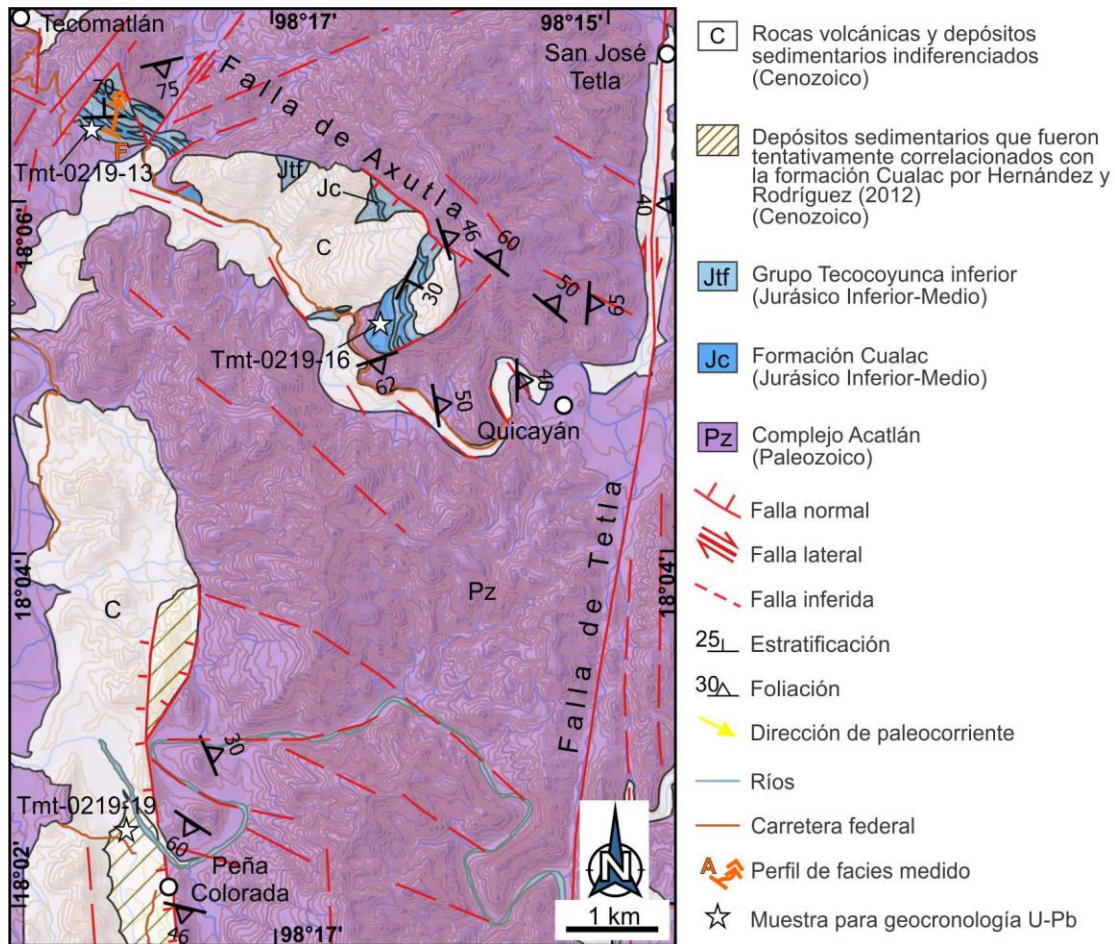 Tecomatlán
98°17'
98°15'
San José
Tetla
Falla de Axutla
70
75
F
Tmt-0219-13
Jtf
Jc
18°06'
C
46
60
40
50
65
30
Tmt-0219-16
62
50
40
Quicayán
18°04'
18°04'
Pz
C
Falla de Tetla
30
Tmt-0219-19
60
Peña
Colorada
18°02'
46
98°17'
N
1 km
C
Rocas volcánicas y depósitos
sedimentarios indiferenciados
(Cenozoico)
Depósitos sedimentarios que fueron
tentativamente correlacionados con
la formación Cualac por Hernández y
Rodríguez (2012)
(Cenozoico)
Jtf
Grupo Tecocoyunca inferior
(Jurásico Inferior-Medio)
Jc
Formación Cualac
(Jurásico Inferior-Medio)
Pz
Complejo Acatlán
(Paleozoico)
Falla normal
Falla lateral
Falla inferida
25 Estratificación
30 Foliación
Dirección de paleocorriente
Ríos
Carretera federal
A Perfil de facies medido
Muestra para geocronología U-Pb